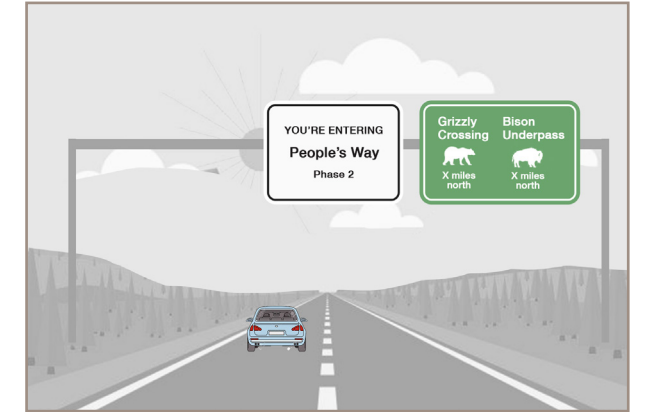 YOU'RE ENTERING
People's Way
Phase 2
Grizzly
Crossing
X miles
north
Bison
Underpass
X miles
north